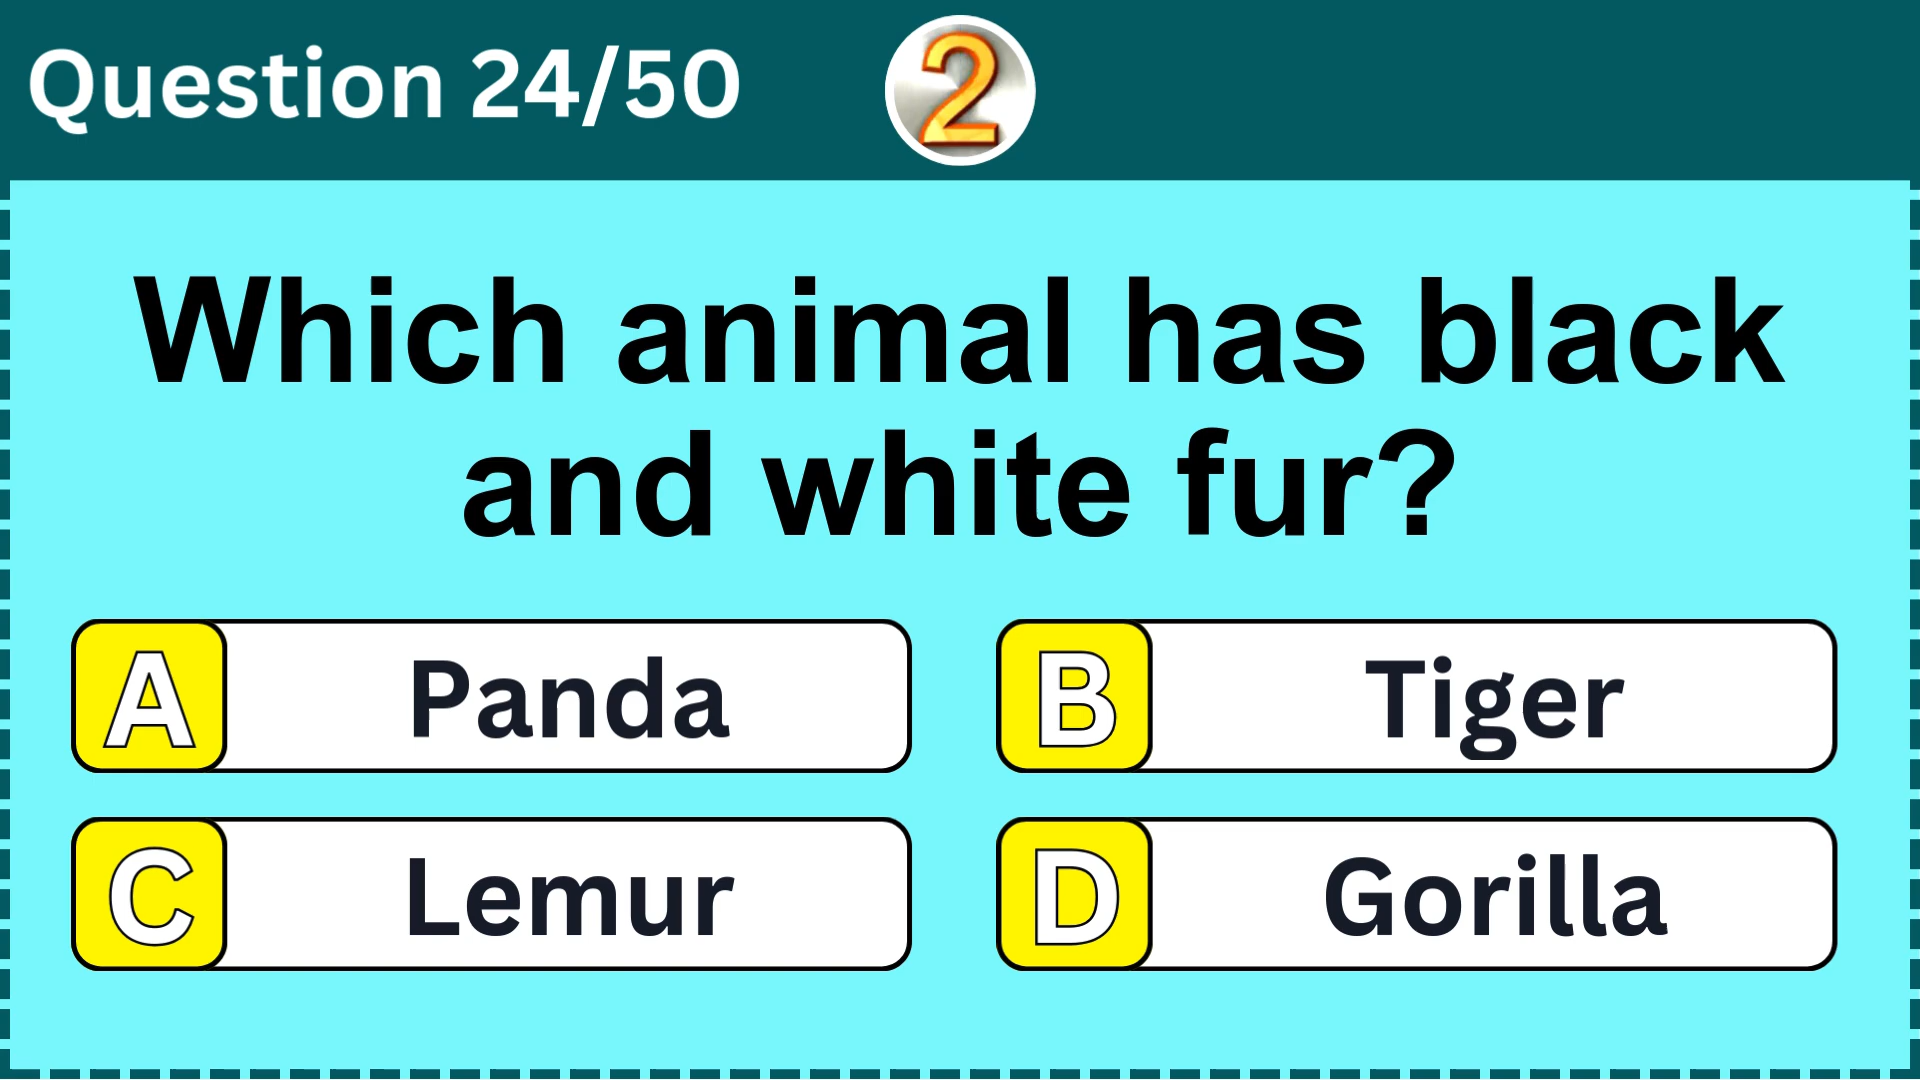 Question 24/50
2
Which animal has black
and white fur?
A Panda
B Tiger
C Lemur
D Gorilla